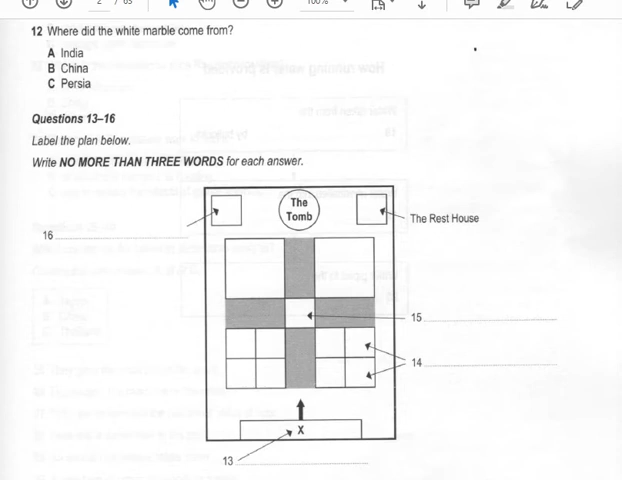 12 Where did the white marble come from?
A India
B China
C Persia
Questions 13–16
Label the plan below.
Write NO MORE THAN THREE WORDS for each answer.
The
Tomb
The Rest House
16
15
14
X
13